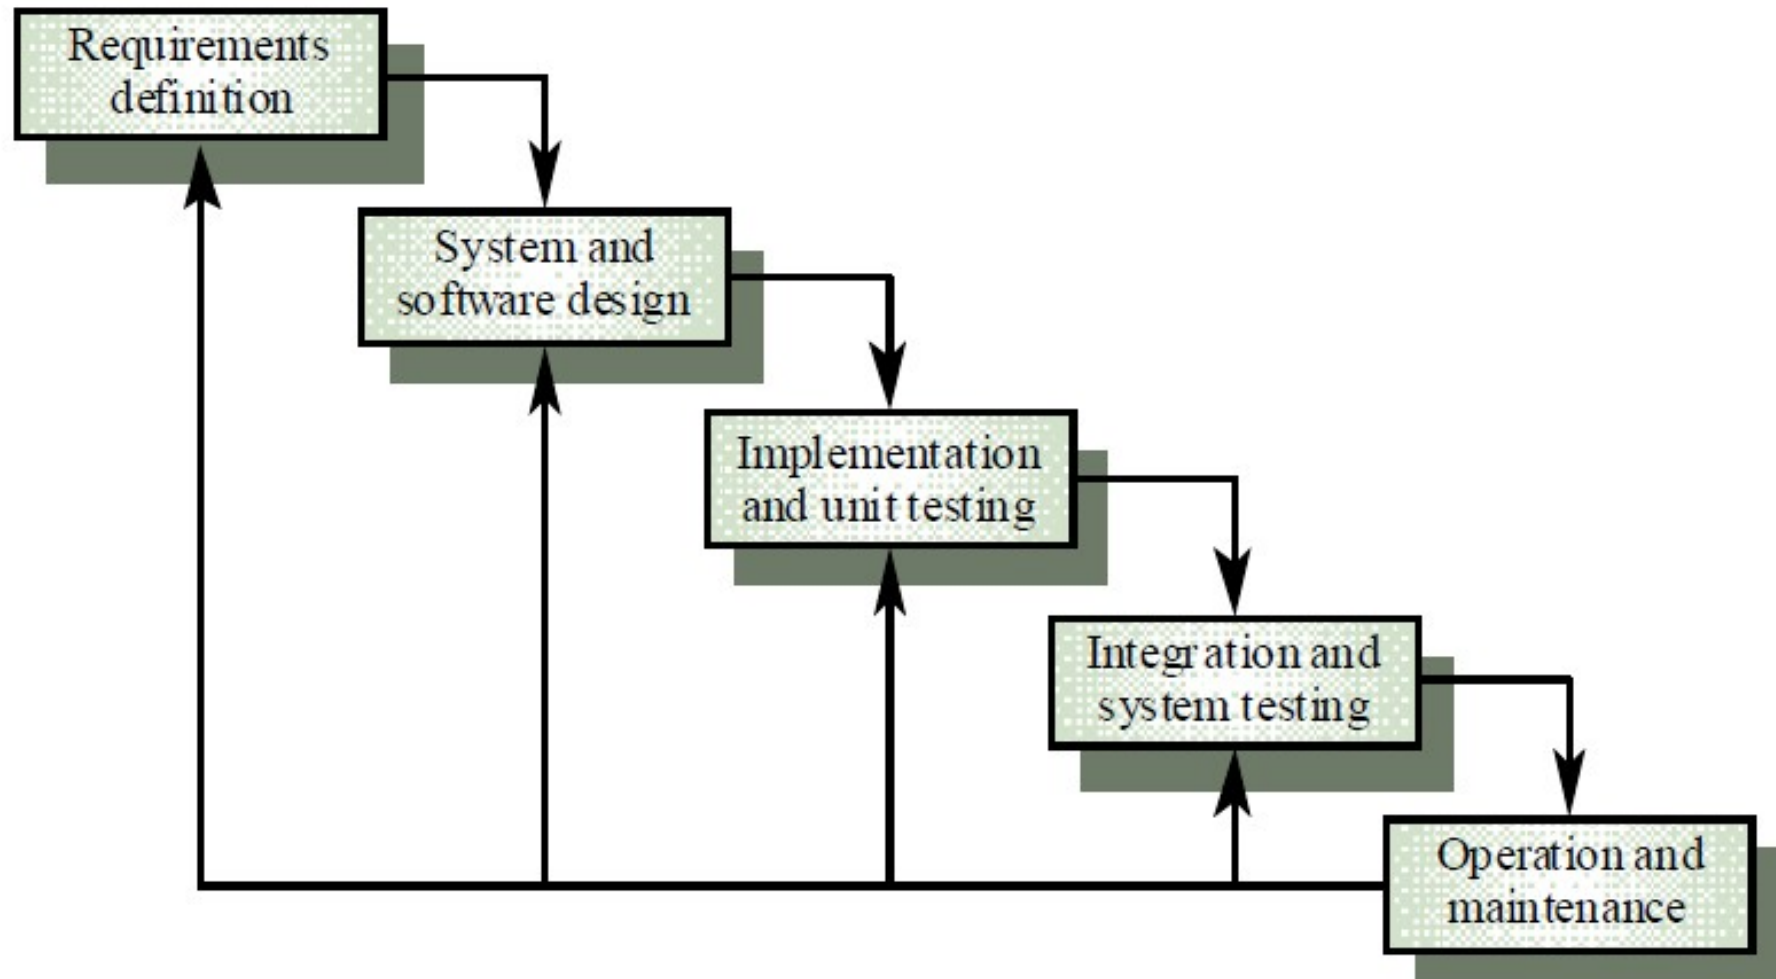 Requirements
definition
System and
software design
Implementation
and unit testing
Integration and
system testing
Operation and
maintenance